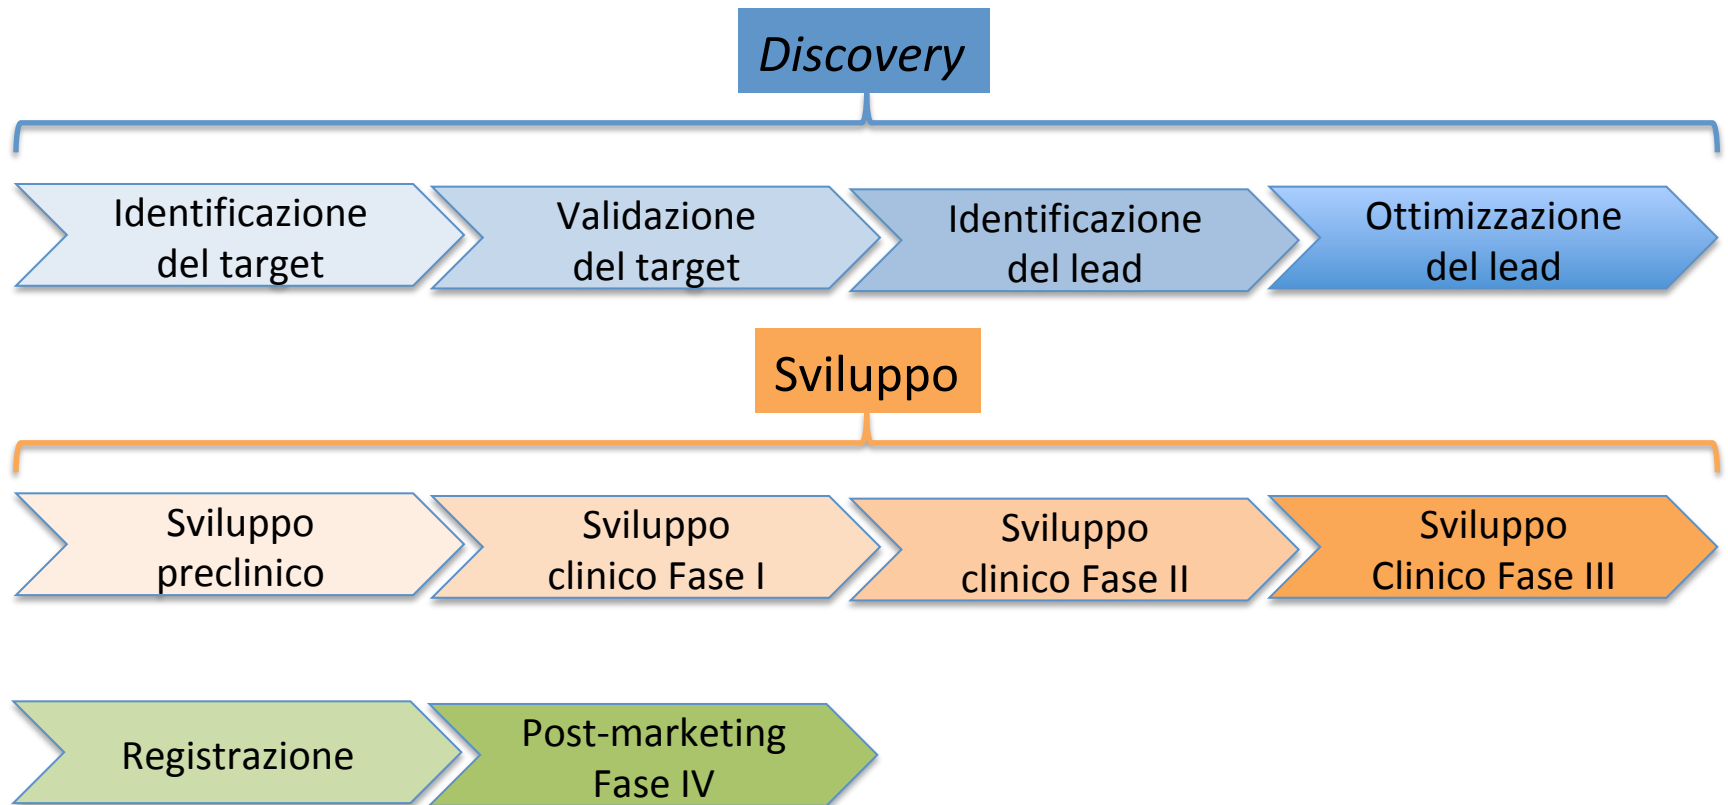 Discovery
Identificazione
del target
Validazione
del target
Identificazione
del lead
Ottimizzazione
del lead
Sviluppo
Sviluppo
preclinico
Sviluppo
clinico Fase I
Sviluppo
clinico Fase II
Sviluppo
Clinico Fase III
Registrazione
Post-marketing
Fase IV